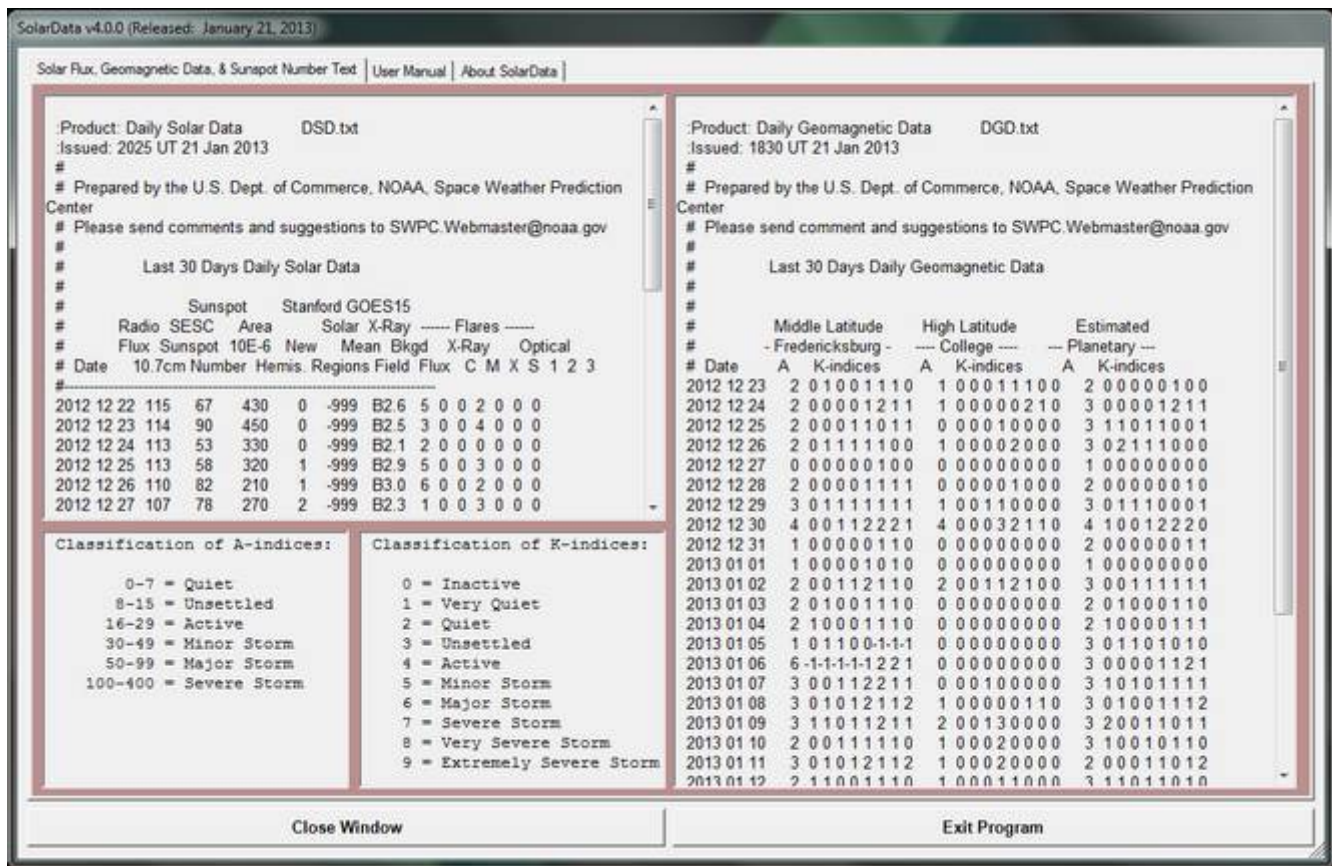 SolarData v4.0.0 (Released: January 21, 2013)
Solar Flux, Geomagnetic Data, & Sunspot Number Text | User Manual | About SolarData
:Product: Daily Solar Data DSD.txt
:Issued: 2025 UT 21 Jan 2013
#
# Prepared by the U.S. Dept. of Commerce, NOAA, Space Weather Prediction
Center
# Please send comments and suggestions to SWPC.Webmaster@noaa.gov
#
# Last 30 Days Daily Solar Data
#
# Sunspot Stanford GOES15
# Radio SESC Area Solar X-Ray ------ Flares ------
# Flux Sunspot 10E-6 New Mean Bkgd X-Ray Optical
# Date 10.7cm Number Hemis. Regions Field Flux C M X S 1 2 3
#---------------------------------------------------------------------------
2012 12 22 115 67 430 0 -999 B2.6 5 0 0 2 0 0 0
2012 12 23 114 90 450 0 -999 B2.5 3 0 0 4 0 0 0
2012 12 24 113 53 330 0 -999 B2.1 2 0 0 0 0 0 0
2012 12 25 113 58 320 1 -999 B2.9 5 0 0 3 0 0 0
2012 12 26 110 82 210 1 -999 B3.0 6 0 0 2 0 0 0
2012 12 27 107 78 270 2 -999 B2.3 1 0 0 3 0 0 0
Classification of A-indices:
0-7 = Quiet
8-15 = Unsettled
16-29 = Active
30-49 = Minor Storm
50-99 = Major Storm
100-400 = Severe Storm
Classification of K-indices:
0 = Inactive
1 = Very Quiet
2 = Quiet
3 = Unsettled
4 = Active
5 = Minor Storm
6 = Major Storm
7 = Severe Storm
8 = Very Severe Storm
9 = Extremely Severe Storm
:Product: Daily Geomagnetic Data DGD.txt
:Issued: 1830 UT 21 Jan 2013
#
# Prepared by the U.S. Dept. of Commerce, NOAA, Space Weather Prediction
Center
# Please send comment and suggestions to SWPC.Webmaster@noaa.gov
#
# Last 30 Days Daily Geomagnetic Data
#
#
# Middle Latitude High Latitude Estimated
# - Fredericksburg - ---- College ---- --- Planetary ---
# Date A K-indices A K-indices A K-indices
2012 12 23 2 0 1 0 0 1 1 1 0 1 0 0 0 1 1 1 0 0 2 0 0 0 0 0 1 0 0
2012 12 24 2 0 0 0 0 1 2 1 1 1 0 0 0 0 0 2 1 0 3 0 0 0 0 1 2 1 1
2012 12 25 2 0 0 0 1 1 0 1 1 0 0 0 0 1 0 0 0 0 3 1 1 0 1 1 0 0 1
2012 12 26 2 0 1 1 1 1 1 0 0 1 0 0 0 0 2 0 0 0 3 0 2 1 1 1 0 0 0
2012 12 27 0 0 0 0 0 0 1 0 0 0 0 0 0 0 0 0 0 0 1 0 0 0 0 0 0 0 0
2012 12 28 2 0 0 0 0 0 1 1 1 0 0 0 0 0 1 0 0 0 2 0 0 0 0 0 0 1 0
2012 12 29 3 0 1 1 1 1 1 1 1 1 0 0 1 1 0 0 0 0 3 0 1 1 1 0 0 0 1
2012 12 30 4 0 0 1 1 2 2 2 1 4 0 0 0 3 2 1 1 0 4 1 0 0 1 2 2 2 0
2012 12 31 1 0 0 0 0 0 1 1 0 0 0 0 0 0 0 0 0 0 2 0 0 0 0 0 0 1 1
2013 01 01 1 0 0 0 0 1 0 1 0 0 0 0 0 0 0 0 0 0 1 0 0 0 0 0 0 0 0
2013 01 02 2 0 0 1 1 2 1 1 0 2 0 0 1 1 2 1 0 0 3 0 0 1 1 1 1 1 1
2013 01 03 2 0 1 0 0 1 1 1 0 0 0 0 0 0 0 0 0 0 2 0 1 0 0 0 1 1 0
2013 01 04 2 1 0 0 0 1 1 1 0 0 0 0 0 0 0 0 0 0 3 1 0 0 0 0 1 1 1
2013 01 05 1 0 1 1 0 0-1-1-1 0 0 0 0 0 0 0 0 0 3 0 1 1 0 1 0 1 0
2013 01 06 6 -1-1-1-1-1 2 2 1 0 0 0 0 0 0 0 0 0 3 0 0 0 0 1 1 2 1
2013 01 07 3 0 0 1 1 2 2 1 1 0 0 0 1 0 0 0 0 0 3 1 0 1 0 1 1 1 1
2013 01 08 3 0 1 0 1 2 1 1 2 1 0 0 0 0 0 1 1 0 3 0 1 0 0 1 1 1 2
2013 01 09 3 1 1 0 1 1 2 1 1 2 0 0 1 3 0 0 0 0 3 2 0 0 1 1 0 1 1
2013 01 10 2 0 0 1 1 1 1 1 0 1 0 0 0 2 0 0 0 0 3 1 0 0 1 0 1 1 0
2013 01 11 3 0 1 0 1 2 1 1 2 1 0 0 0 2 0 0 0 0 2 0 0 0 1 1 0 1 2
2013 01 12 2 1 1 0 0 1 1 1 0 1 0 0 0 1 1 0 0 0 3 1 1 0 1 1 0 1 0
Close Window
Exit Program